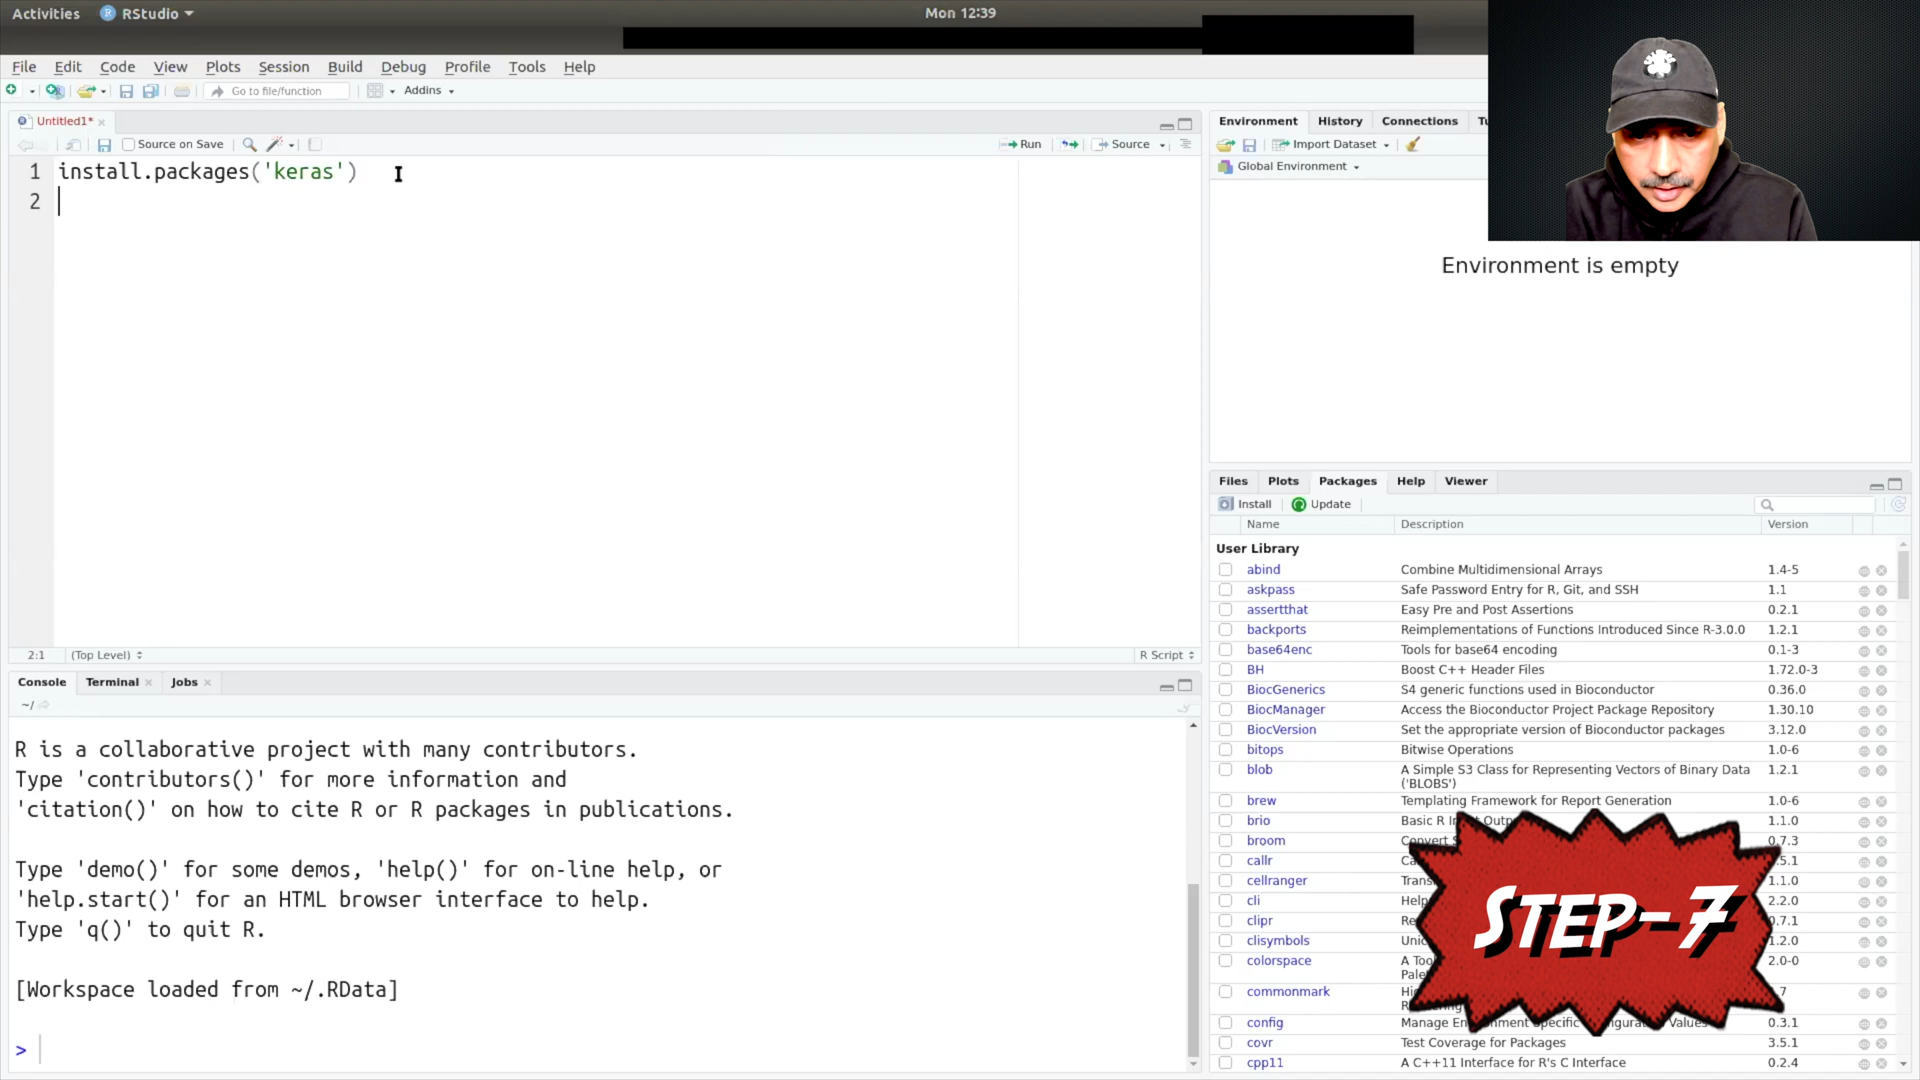 Activities RStudio Mon 12:39
File Edit Code View Plots Session Build Debug Profile Tools Help
Go to file/function Addins
Untitled1*
Source on Save Run Source
1 install.packages('keras')
2
2:1 (Top Level) R Script
Console Terminal Jobs
~/
R is a collaborative project with many contributors.
Type 'contributors()' for more information and
'citation()' on how to cite R or R packages in publications.
Type 'demo()' for some demos, 'help()' for on-line help, or
'help.start()' for an HTML browser interface to help.
Type 'q()' to quit R.
[Workspace loaded from ~/.RData]
>
Environment History Connections
Import Dataset
Global Environment
Environment is empty
Files Plots Packages Help Viewer
Install Update
Name Description Version
User Library
abind Combine Multidimensional Arrays 1.4-5
askpass Safe Password Entry for R, Git, and SSH 1.1
assertthat Easy Pre and Post Assertions 0.2.1
backports Reimplementations of Functions Introduced Since R-3.0.0 1.2.1
base64enc Tools for base64 encoding 0.1-3
BH Boost C++ Header Files 1.72.0-3
BiocGenerics S4 generic functions used in Bioconductor 0.36.0
BiocManager Access the Bioconductor Project Package Repository 1.30.10
BiocVersion Set the appropriate version of Bioconductor packages 3.12.0
bitops Bitwise Operations 1.0-6
blob A Simple S3 Class for Representing Vectors of Binary Data 1.2.1
('BLOBS')
brew Templating Framework for Report Generation 1.0-6
brio Basic R 1.1.0
broom 0.7.3
callr
cellranger 1.1.0
cli 2.2.0
clipr
clisymbols
colorspace A 2.0-0
commonmark
config 0.3.1
covr Test Coverage for Packages 3.5.1
cpp11 A C++11 Interface for R's C Interface 0.2.4
STEP-7